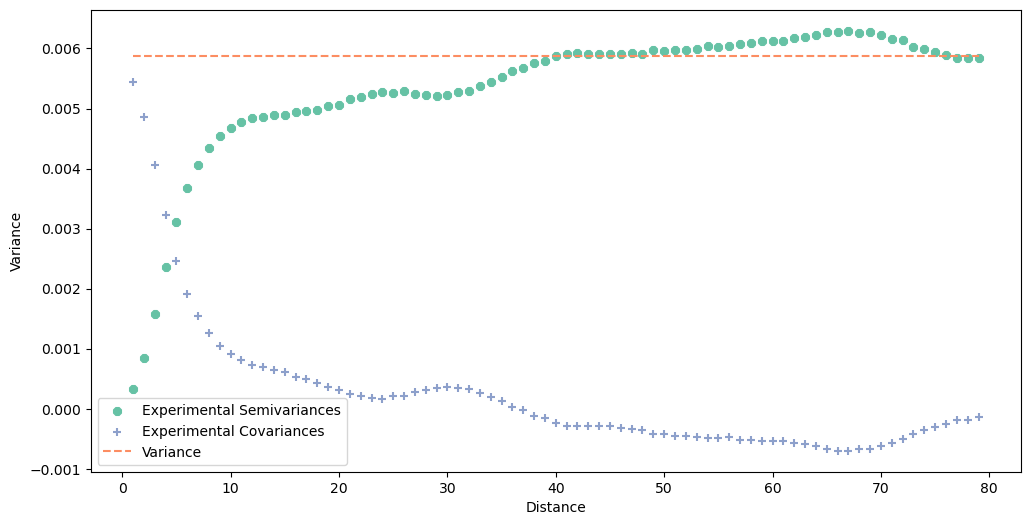 0.006
0.005
0.004
0.003
0.002
0.001
0.000
−0.001
Variance
Experimental Semivariances
Experimental Covariances
Variance
0 10 20 30 40 50 60 70 80
Distance